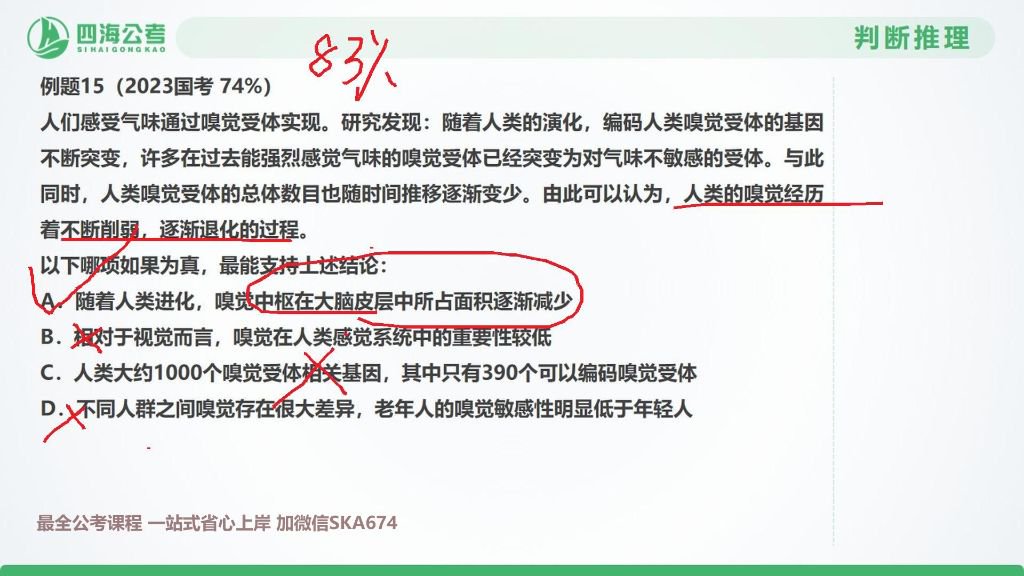 四海公考
SIHAIGONGKAO
判断推理
83%
例题15（2023国考 74%）
人们感受气味通过嗅觉受体实现。研究发现：随着人类的演化，编码人类嗅觉受体的基因
不断突变，许多在过去能强烈感觉气味的嗅觉受体已经突变为对气味不敏感的受体。与此
同时，人类嗅觉受体的总体数目也随时间推移逐渐变少。由此可以认为，人类的嗅觉经历
着不断削弱，逐渐退化的过程。
以下哪项如果为真，最能支持上述结论：
A．随着人类进化，嗅觉中枢在大脑皮层中所占面积逐渐减少
B．相对于视觉而言，嗅觉在人类感觉系统中的重要性较低
C．人类大约1000个嗅觉受体相关基因，其中只有390个可以编码嗅觉受体
D．不同人群之间嗅觉存在很大差异，老年人的嗅觉敏感性明显低于年轻人
最全公考课程 一站式省心上岸 加微信SKA674